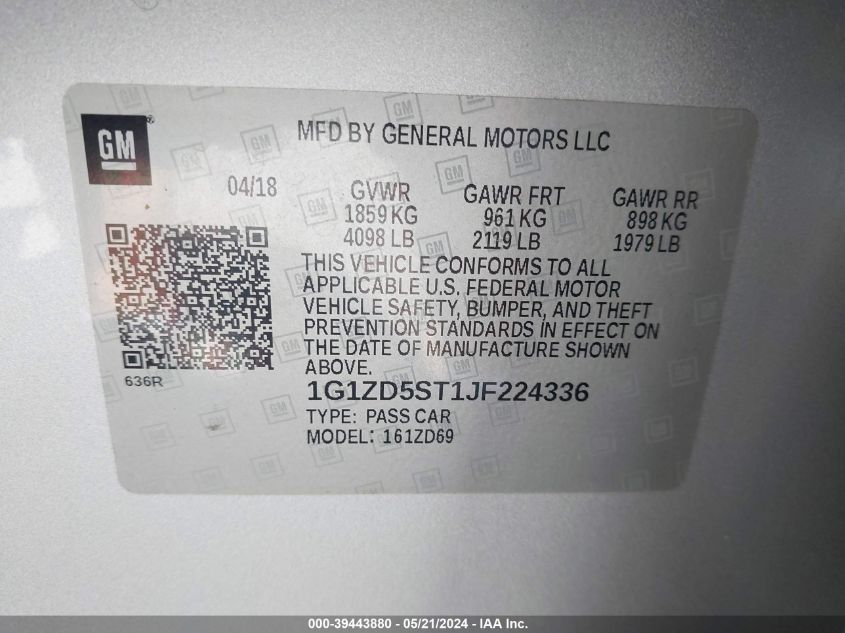 GM
MFD BY GENERAL MOTORS LLC
04/18
GVWR GAWR FRT GAWR RR
1859 KG 961 KG 898 KG
4098 LB 2119 LB 1979 LB
THIS VEHICLE CONFORMS TO ALL
APPLICABLE U.S. FEDERAL MOTOR
VEHICLE SAFETY, BUMPER, AND THEFT
PREVENTION STANDARDS IN EFFECT ON
THE DATE OF MANUFACTURE SHOWN
ABOVE.
636R
1G1ZD5ST1JF224336
TYPE: PASS CAR
MODEL: 161ZD69
000-39443880 - 05/21/2024 - IAA Inc.